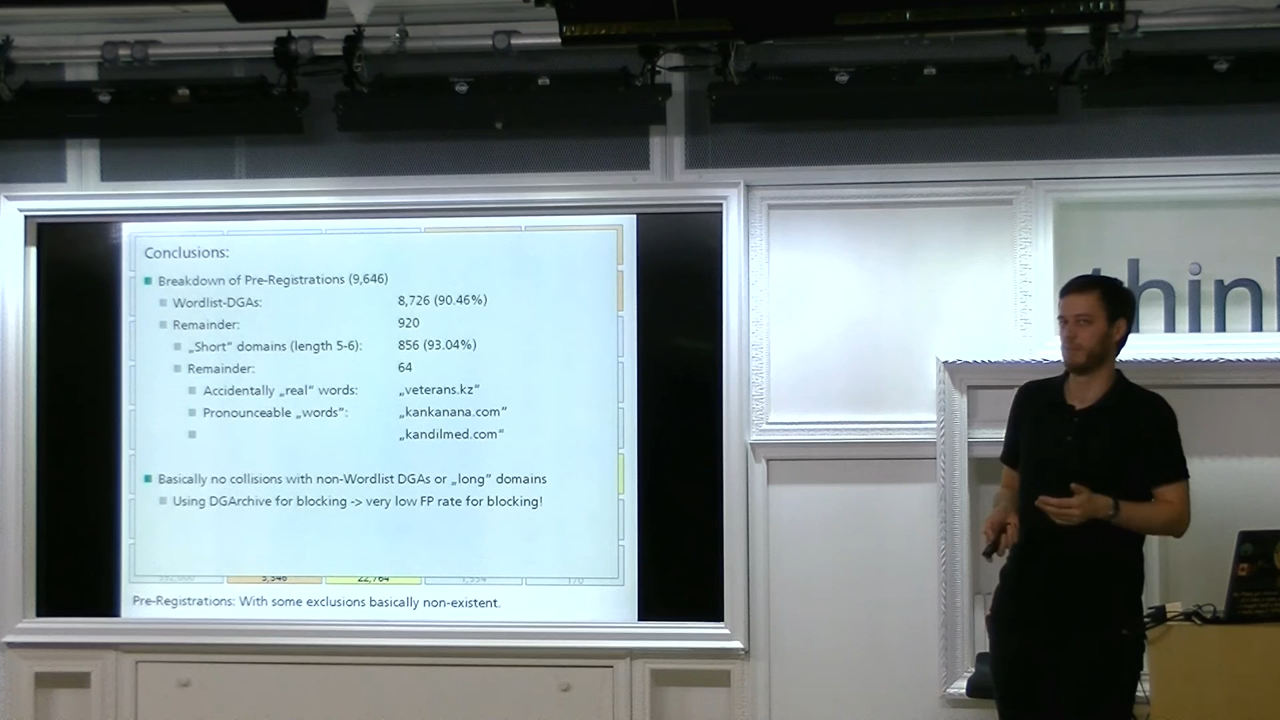 Conclusions:
Breakdown of Pre-Registrations (9,646)
Wordlist-DGAs: 8,726 (90.46%)
Remainder: 920
„Short“ domains (length 5-6): 856 (93.04%)
Remainder: 64
Accidentally „real“ words: „veterans.kz“
Pronounceable „words“: „kankanana.com“
„kandilmed.com“
Basically no collisions with non-Wordlist DGAs or „long“ domains
Using DGArchive for blocking -> very low FP rate for blocking!
22,764
Pre-Registrations: With some exclusions basically non-existent.
thin